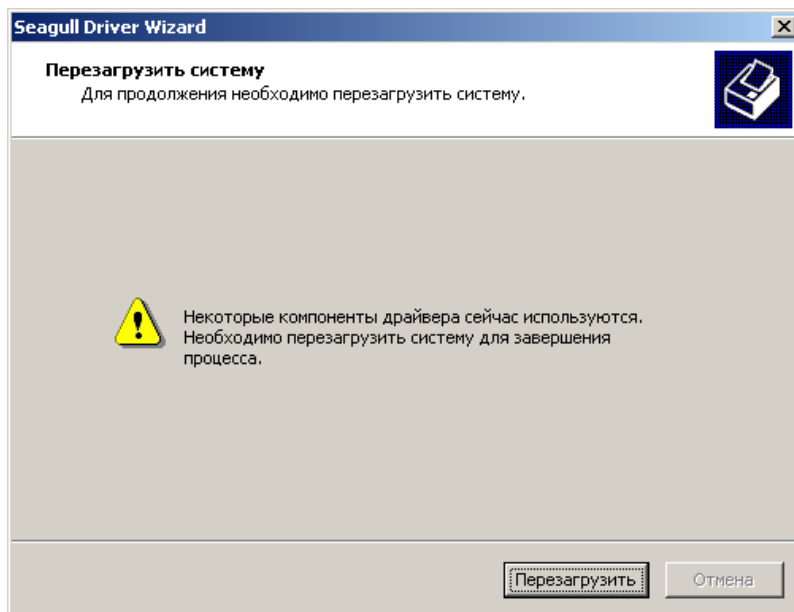 Seagull Driver Wizard
Перезагрузить систему
Для продолжения необходимо перезагрузить систему.
Некоторые компоненты драйвера сейчас используются.
Необходимо перезагрузить систему для завершения
процесса.
Перезагрузить
Отмена